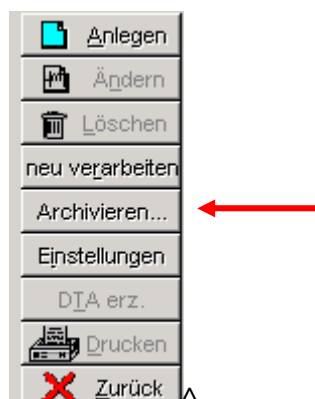 Anlegen
Ändern
Löschen
neu verarbeiten
Archivieren...
Einstellungen
DTA erz.
Drucken
Zurück